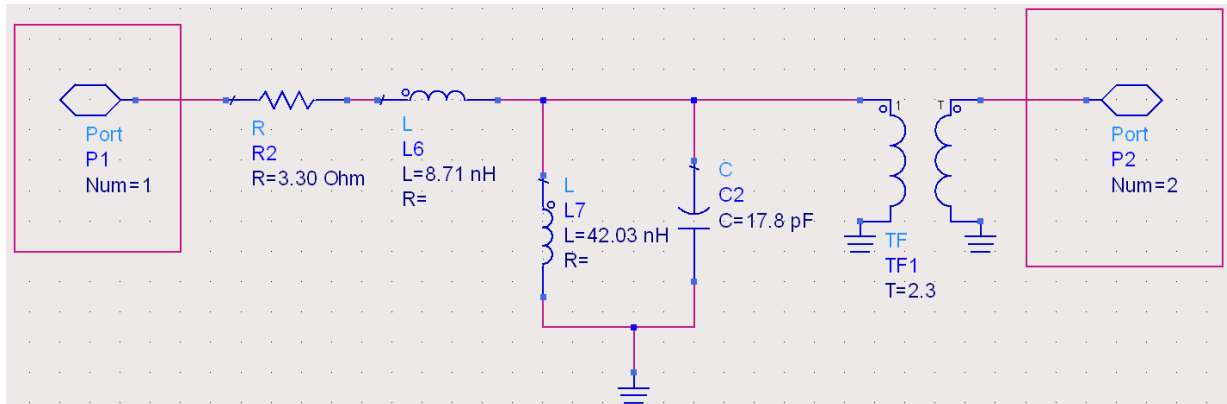 Port
P1
Num=1
R
R2
R=3.30 Ohm
L
L6
L=8.71 nH
R=
L
L7
L=42.03 nH
R=
C
C2
C=17.8 pF
1
T
TF
TF1
T=2.3
Port
P2
Num=2